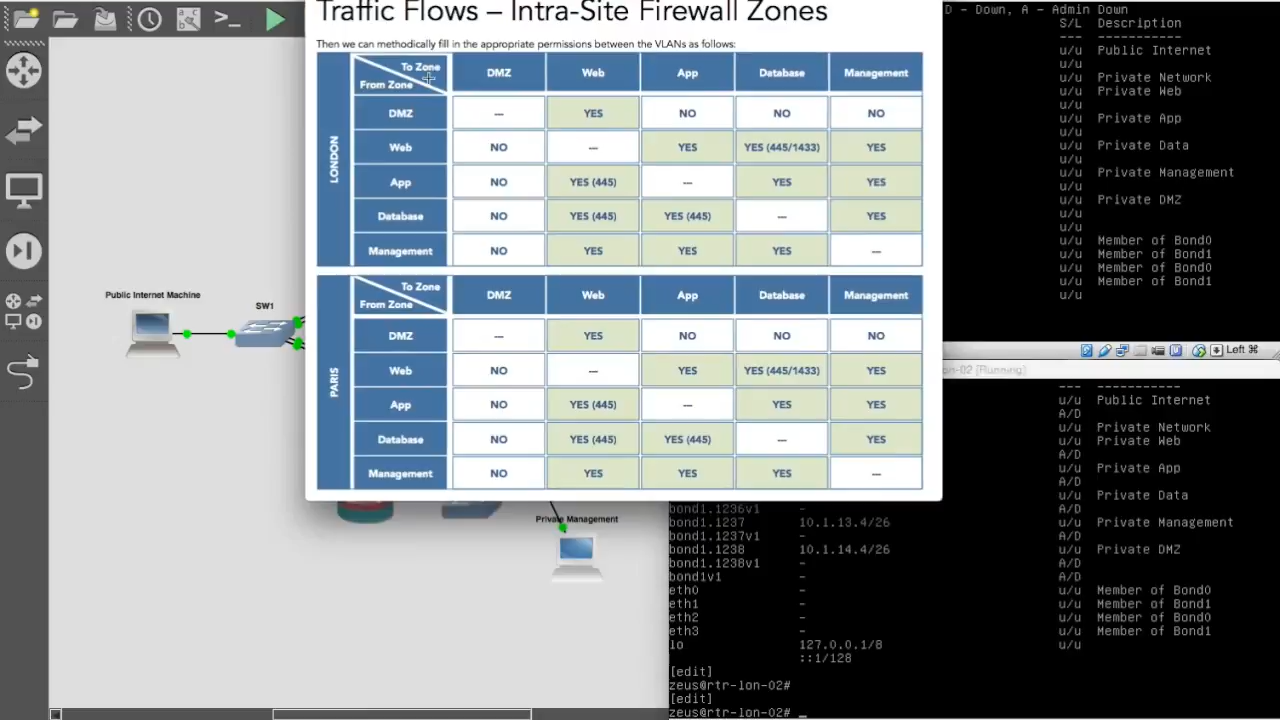 Traffic Flows – Intra-Site Firewall Zones
Then we can methodically fill in the appropriate permissions between the VLANs as follows:
LONDON
To Zone
From Zone
DMZ Web App Database Management
DMZ --- YES NO NO NO
Web NO --- YES YES (445/1433) YES
App NO YES (445) --- YES YES
Database NO YES (445) YES (445) --- YES
Management NO YES YES YES ---
PARIS
To Zone
From Zone
DMZ Web App Database Management
DMZ --- YES NO NO NO
Web NO --- YES YES (445/1433) YES
App NO YES (445) --- YES YES
Database NO YES (445) YES (445) --- YES
Management NO YES YES YES ---
Public Internet Machine
SW1
Private Management
D - Down, A - Admin Down
S/L Description
--- -----------
u/u Public Internet
u/u
u/u Private Network
u/u Private Web
u/u
u/u Private App
u/u
u/u Private Data
u/u
u/u Private Management
u/u
u/u Private DMZ
u/u
u/u
u/u Member of Bond0
u/u Member of Bond1
u/u Member of Bond0
u/u Member of Bond1
u/u
Left ⌘
on-02 [Running]
--- -----------
u/u Public Internet
A/D
u/u Private Network
u/u Private Web
A/D
u/u Private App
A/D
u/u Private Data
A/D
bond1.1236v1 -
bond1.1237 10.1.13.4/26 u/u Private Management
bond1.1237v1 - A/D
bond1.1238 10.1.14.4/26 u/u Private DMZ
bond1.1238v1 - A/D
bond1v1 - A/D
eth0 - u/u Member of Bond0
eth1 - u/u Member of Bond1
eth2 - u/u Member of Bond0
eth3 - u/u Member of Bond1
lo 127.0.0.1/8 u/u
::1/128
[edit]
zeus@rtr-lon-02#
[edit]
zeus@rtr-lon-02# _